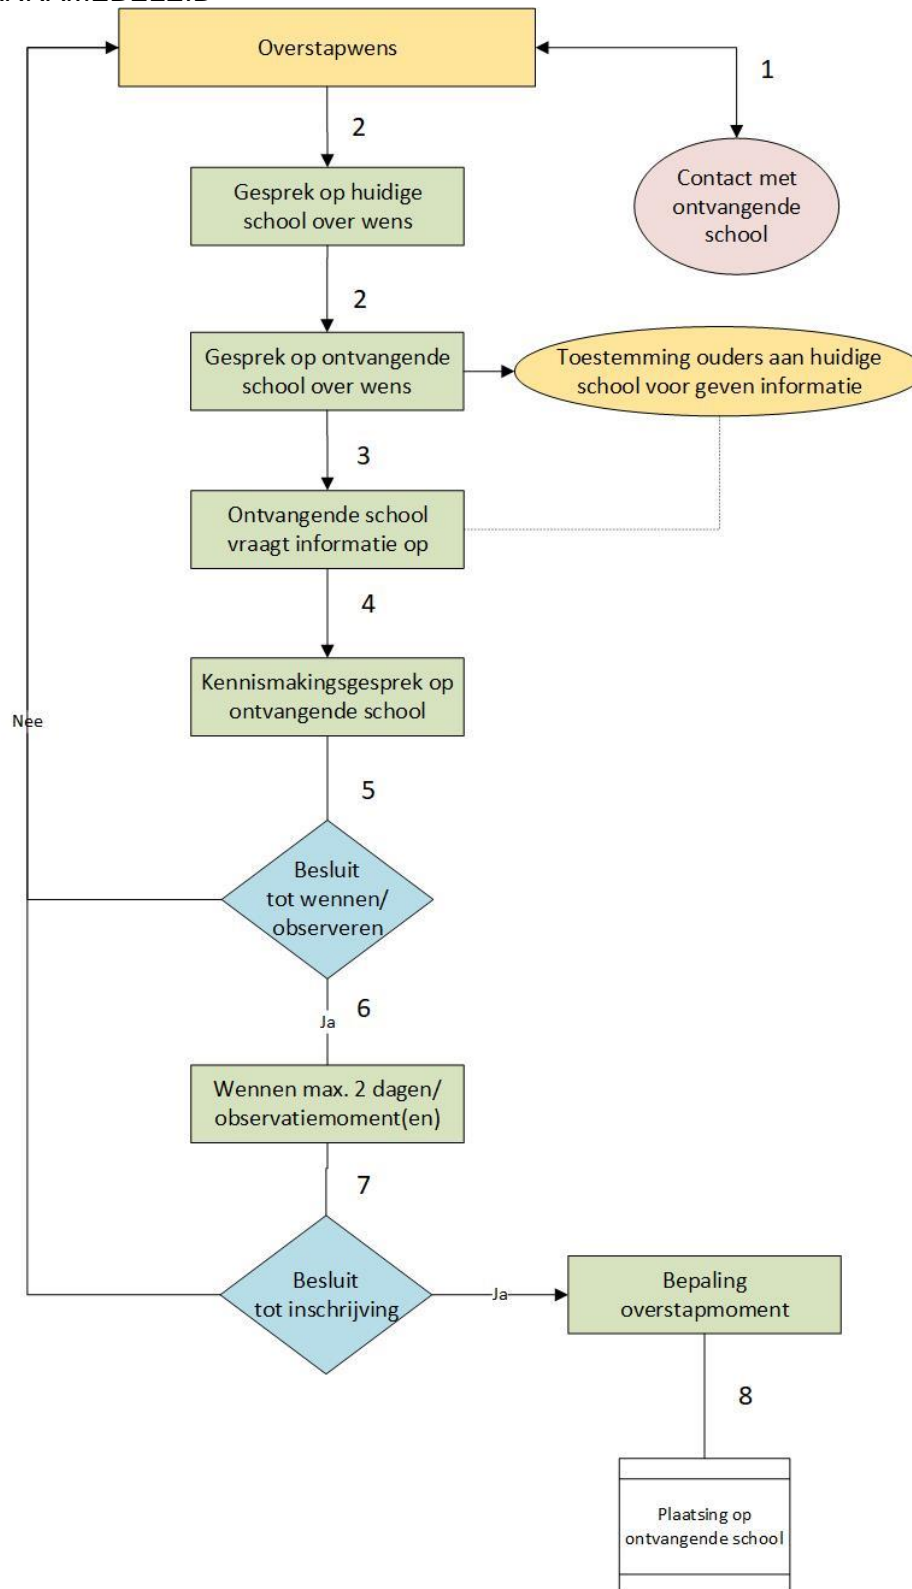 Overstapwens
1
2
Contact met
ontvangende
school
Gesprek op huidige
school over wens
2
Gesprek op ontvangende
school over wens
Toestemming ouders aan huidige
school voor geven informatie
3
Ontvangende school
vraagt informatie op
4
Kennismakingsgesprek op
ontvangende school
Nee
5
Besluit
tot wennen/
observeren
6
Ja
Wennen max. 2 dagen/
observatiemoment(en)
7
Besluit
tot inschrijving
Ja
Bepaling
overstapmoment
8
Plaatsing op
ontvangende school